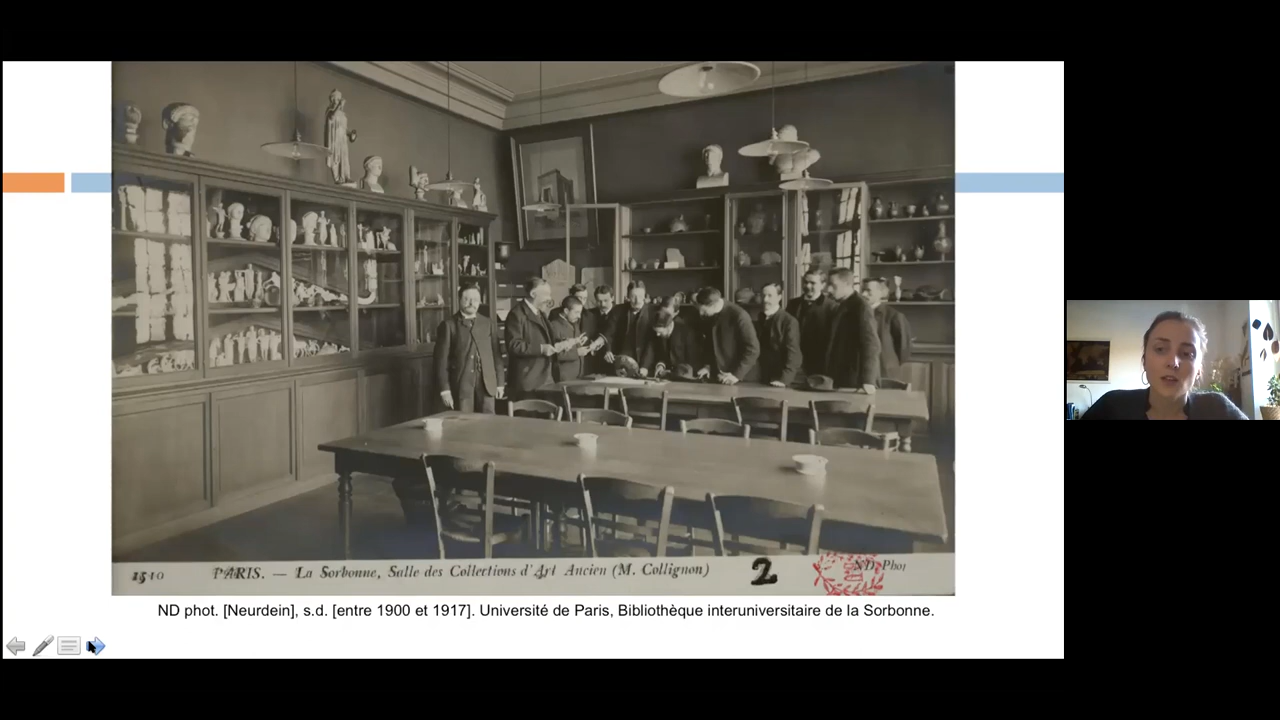 1510 PARIS. — La Sorbonne, Salle des Collections d'Art Ancien (M. Collignon) 2 ND Phot
ND phot. [Neurdein], s.d. [entre 1900 et 1917]. Université de Paris, Bibliothèque interuniversitaire de la Sorbonne.